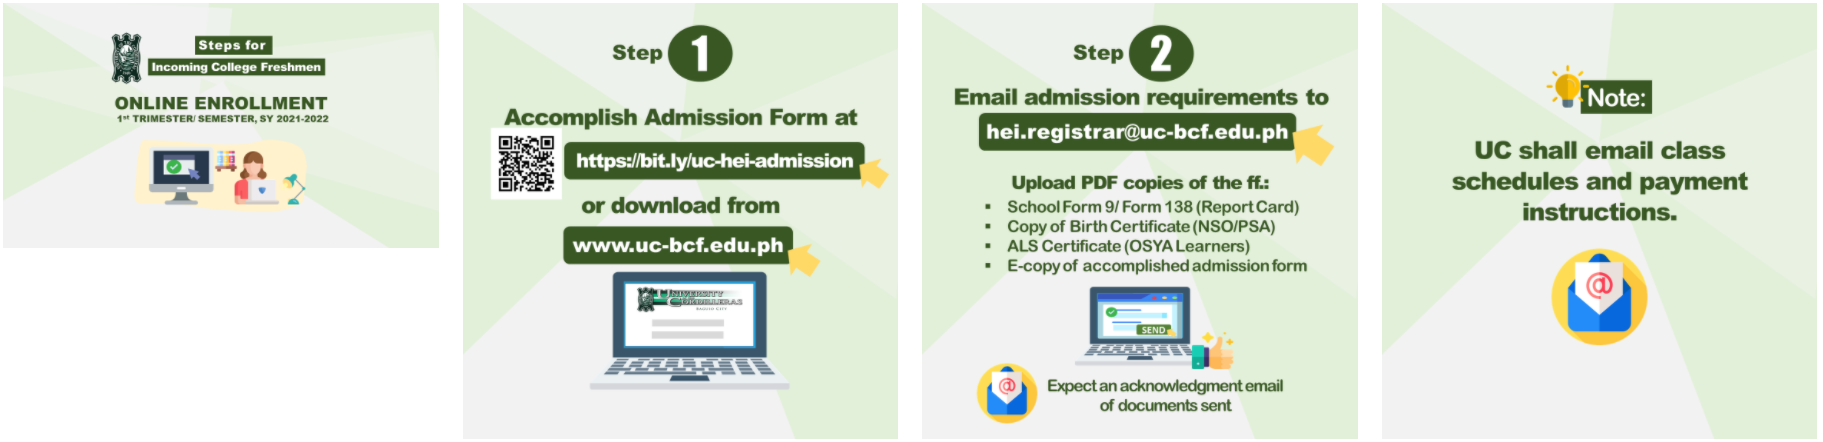 Steps for
Incoming College Freshmen
ONLINE ENROLLMENT
1st TRIMESTER/ SEMESTER, SY 2021-2022
Step 1
Accomplish Admission Form at
https://bit.ly/uc-hei-admission
or download from
www.uc-bcf.edu.ph
UNIVERSITY
CORDILLERAS
BAGUIO CITY
Step 2
Email admission requirements to
hei.registrar@uc-bcf.edu.ph
Upload PDF copies of the ff.:
▪ School Form 9/ Form 138 (Report Card)
▪ Copy of Birth Certificate (NSO/PSA)
▪ ALS Certificate (OSYA Learners)
▪ E-copy of accomplished admission form
SEND
@
Expect an acknowledgment email
of documents sent
Note:
UC shall email class
schedules and payment
instructions.
@